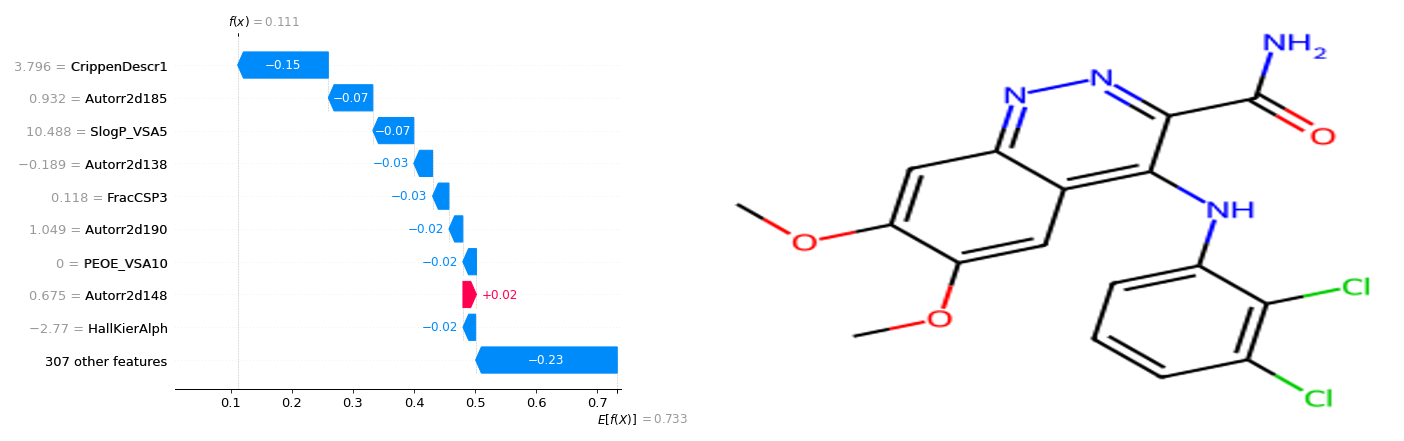 f(x) = 0.111
3.796 = CrippenDescr1
−0.15
0.932 = Autorr2d185
−0.07
10.488 = SlogP_VSA5
−0.07
−0.189 = Autorr2d138
−0.03
0.118 = FracCSP3
−0.03
1.049 = Autorr2d190
−0.02
0 = PEOE_VSA10
−0.02
0.675 = Autorr2d148
+0.02
−2.77 = HallKierAlph
−0.02
307 other features
−0.23
0.1 0.2 0.3 0.4 0.5 0.6 0.7
E[f(X)] = 0.733
NH2
N
N
O
NH
O
O
Cl
Cl